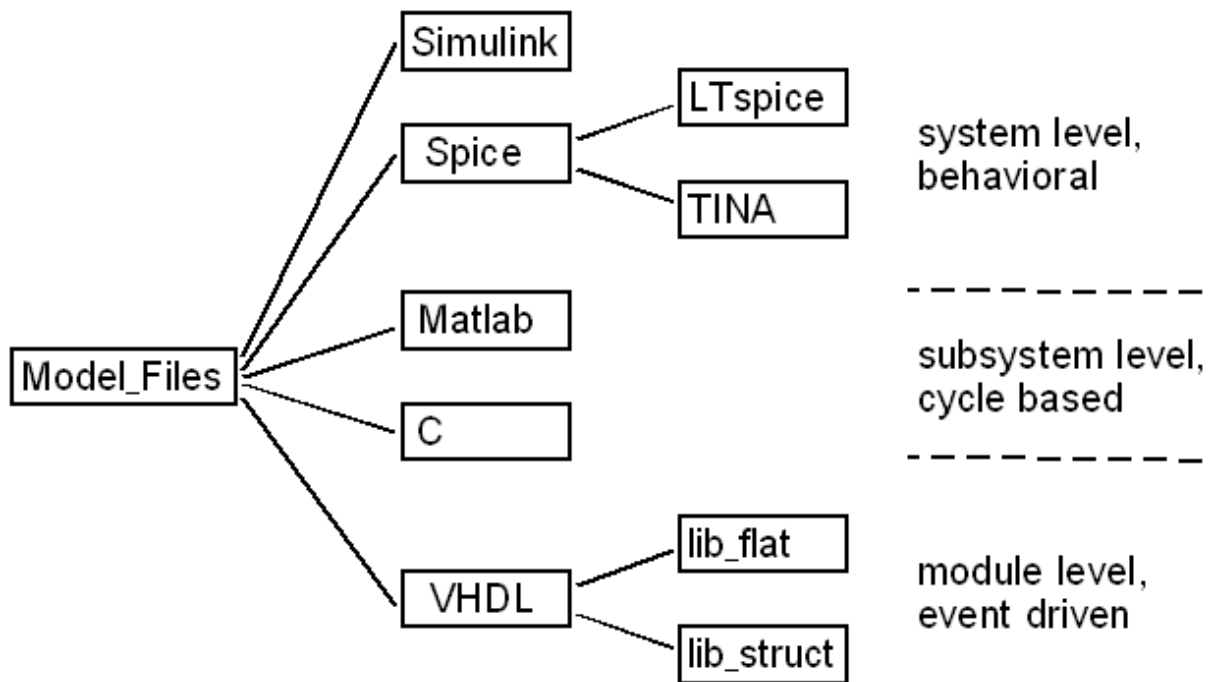 Simulink
LTspice
Spice
TINA
system level,
behavioral
Matlab
Model_Files
C
subsystem level,
cycle based
lib_flat
VHDL
lib_struct
module level,
event driven